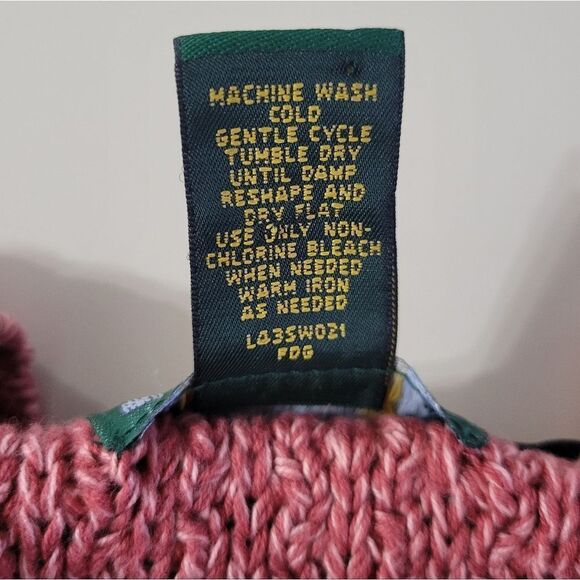 MACHINE WASH
COLD
GENTLE CYCLE
TUMBLE DRY
UNTIL DAMP
RESHAPE AND
DRY FLAT
USE ONLY NON-
CHLORINE BLEACH
WHEN NEEDED
WARM IRON
AS NEEDED
LA3SW021
FDG